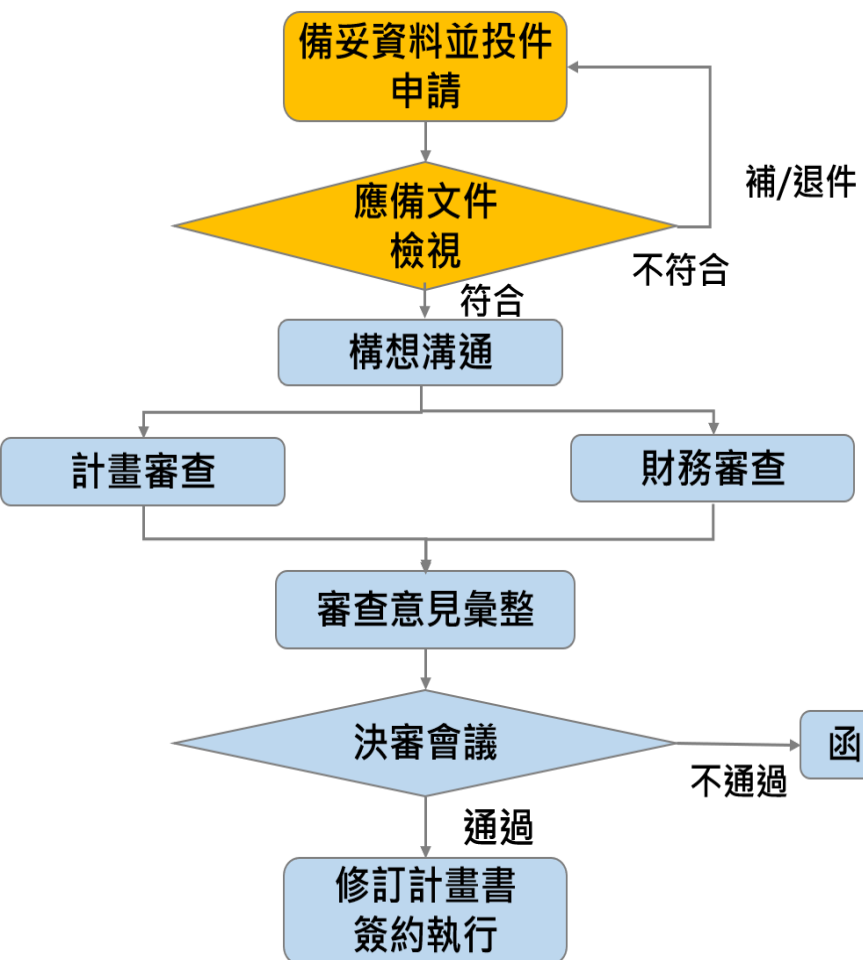 備妥資料並投件
申請
補/退件
應備文件
檢視
不符合
符合
構想溝通
計畫審查
財務審查
審查意見彙整
決審會議
函
不通過
通過
修訂計畫書
簽約執行